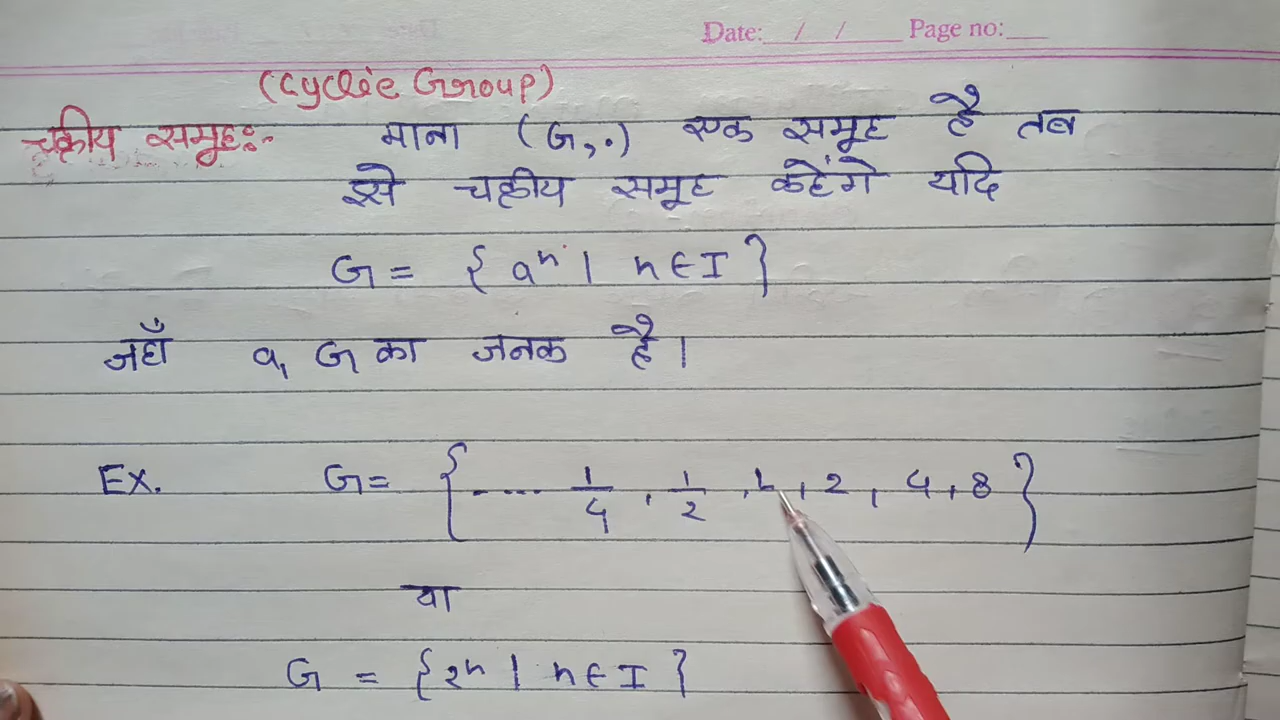 Date: / / Page no:
(Cyclic Group)
चक्रीय समूह:- माना (G,.) एक समूह है तब
इसे चक्रीय समूह कहेंगे यदि
G = { aⁿ | n ∈ I }
जहाँ a, G का जनक है।
Ex. G = { ---- 1/4 , 1/2 , 1 , 2 , 4 , 8 }
या
G = { 2ⁿ | n ∈ I }